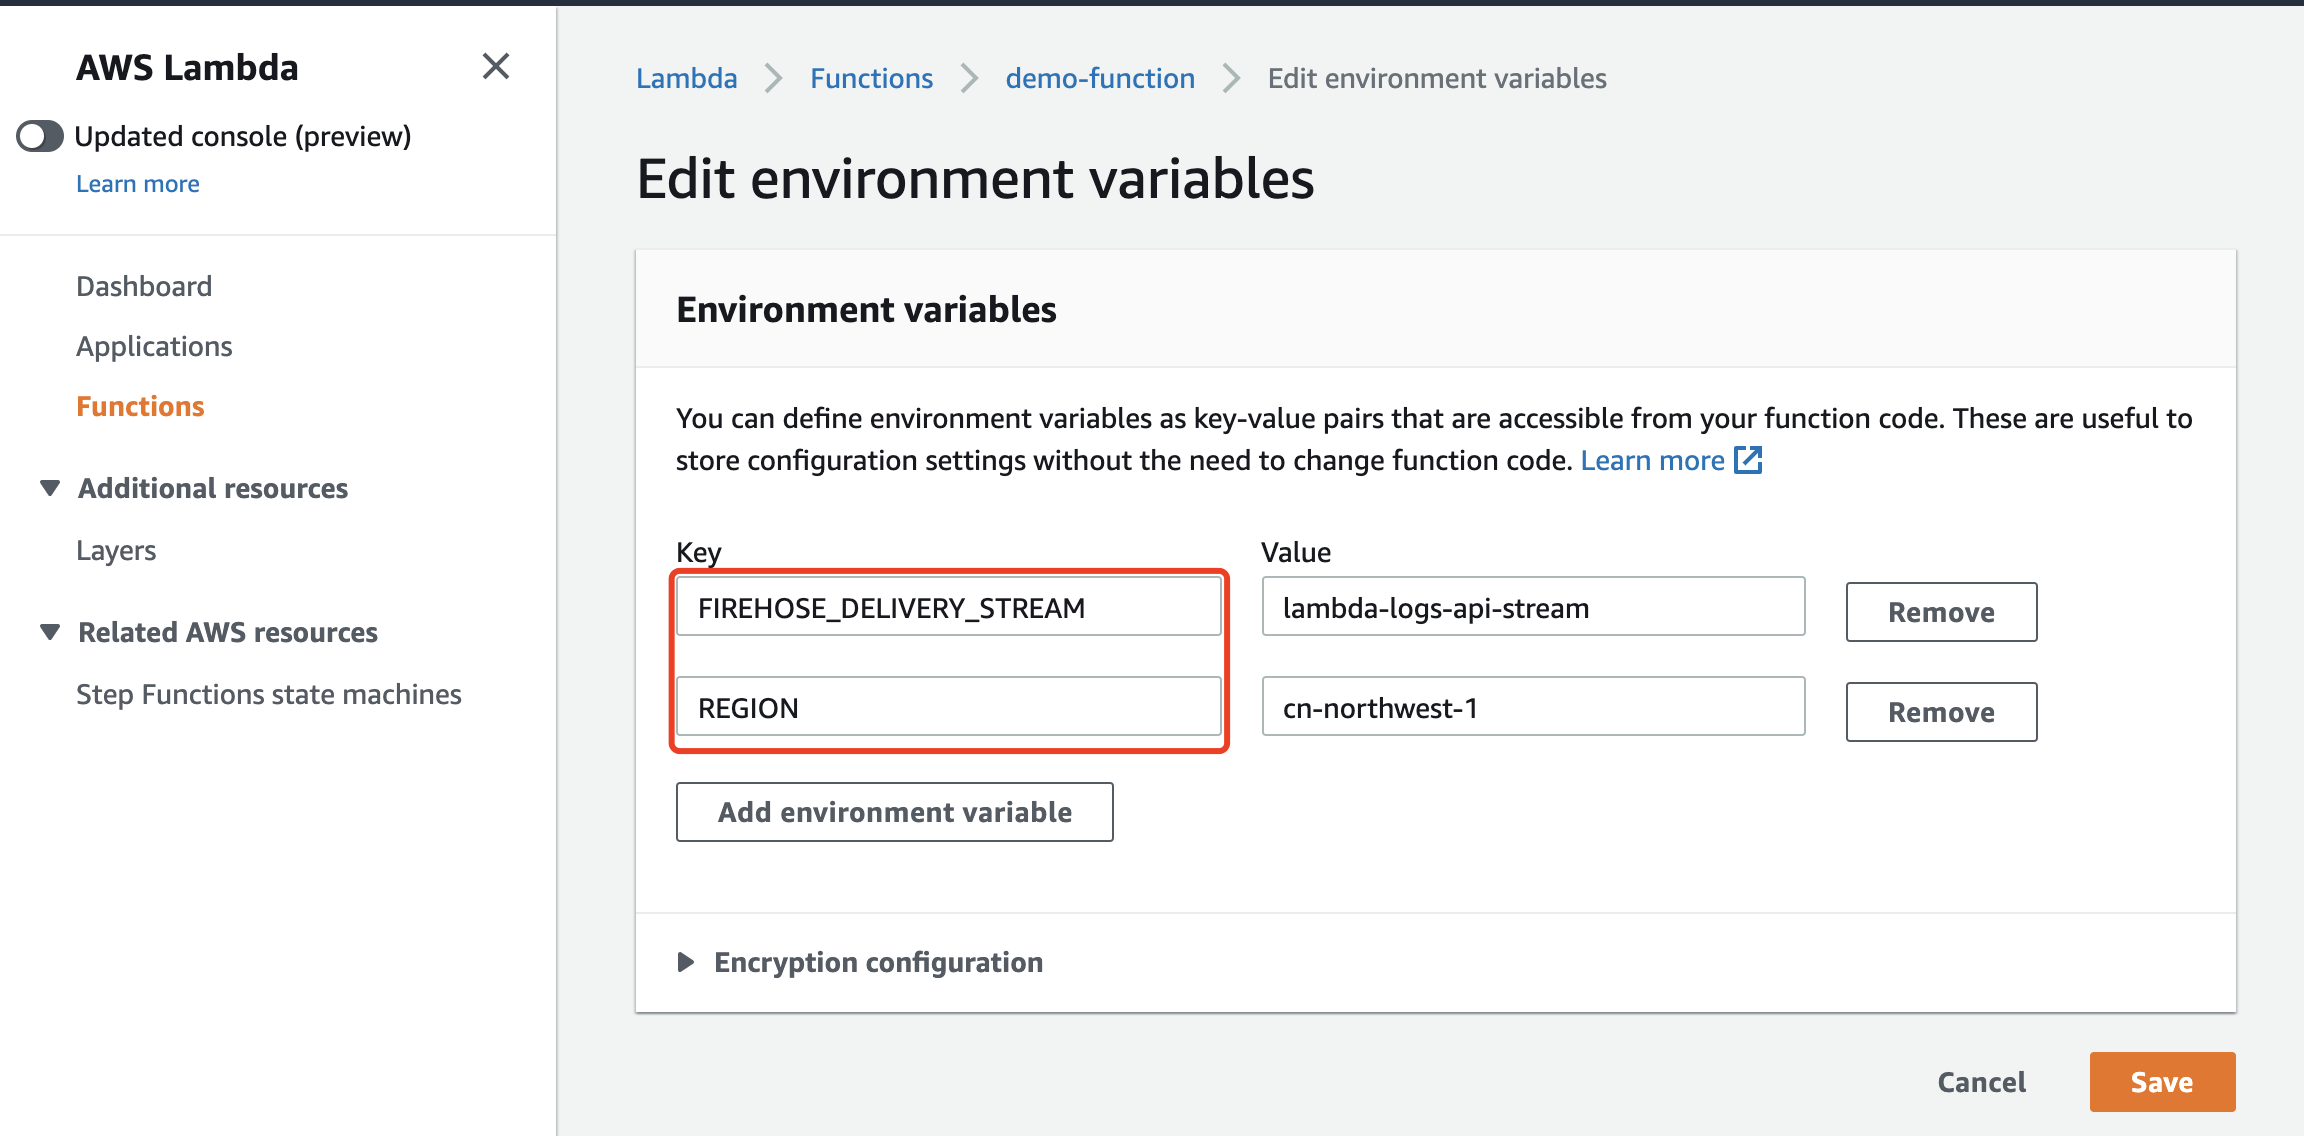 AWS Lambda
Updated console (preview)
Learn more
Dashboard
Applications
Functions
Additional resources
Layers
Related AWS resources
Step Functions state machines
Lambda > Functions > demo-function > Edit environment variables
Edit environment variables
Environment variables
You can define environment variables as key-value pairs that are accessible from your function code. These are useful to
store configuration settings without the need to change function code. Learn more
Key Value
FIREHOSE_DELIVERY_STREAM lambda-logs-api-stream Remove
REGION cn-northwest-1 Remove
Add environment variable
Encryption configuration
Cancel Save